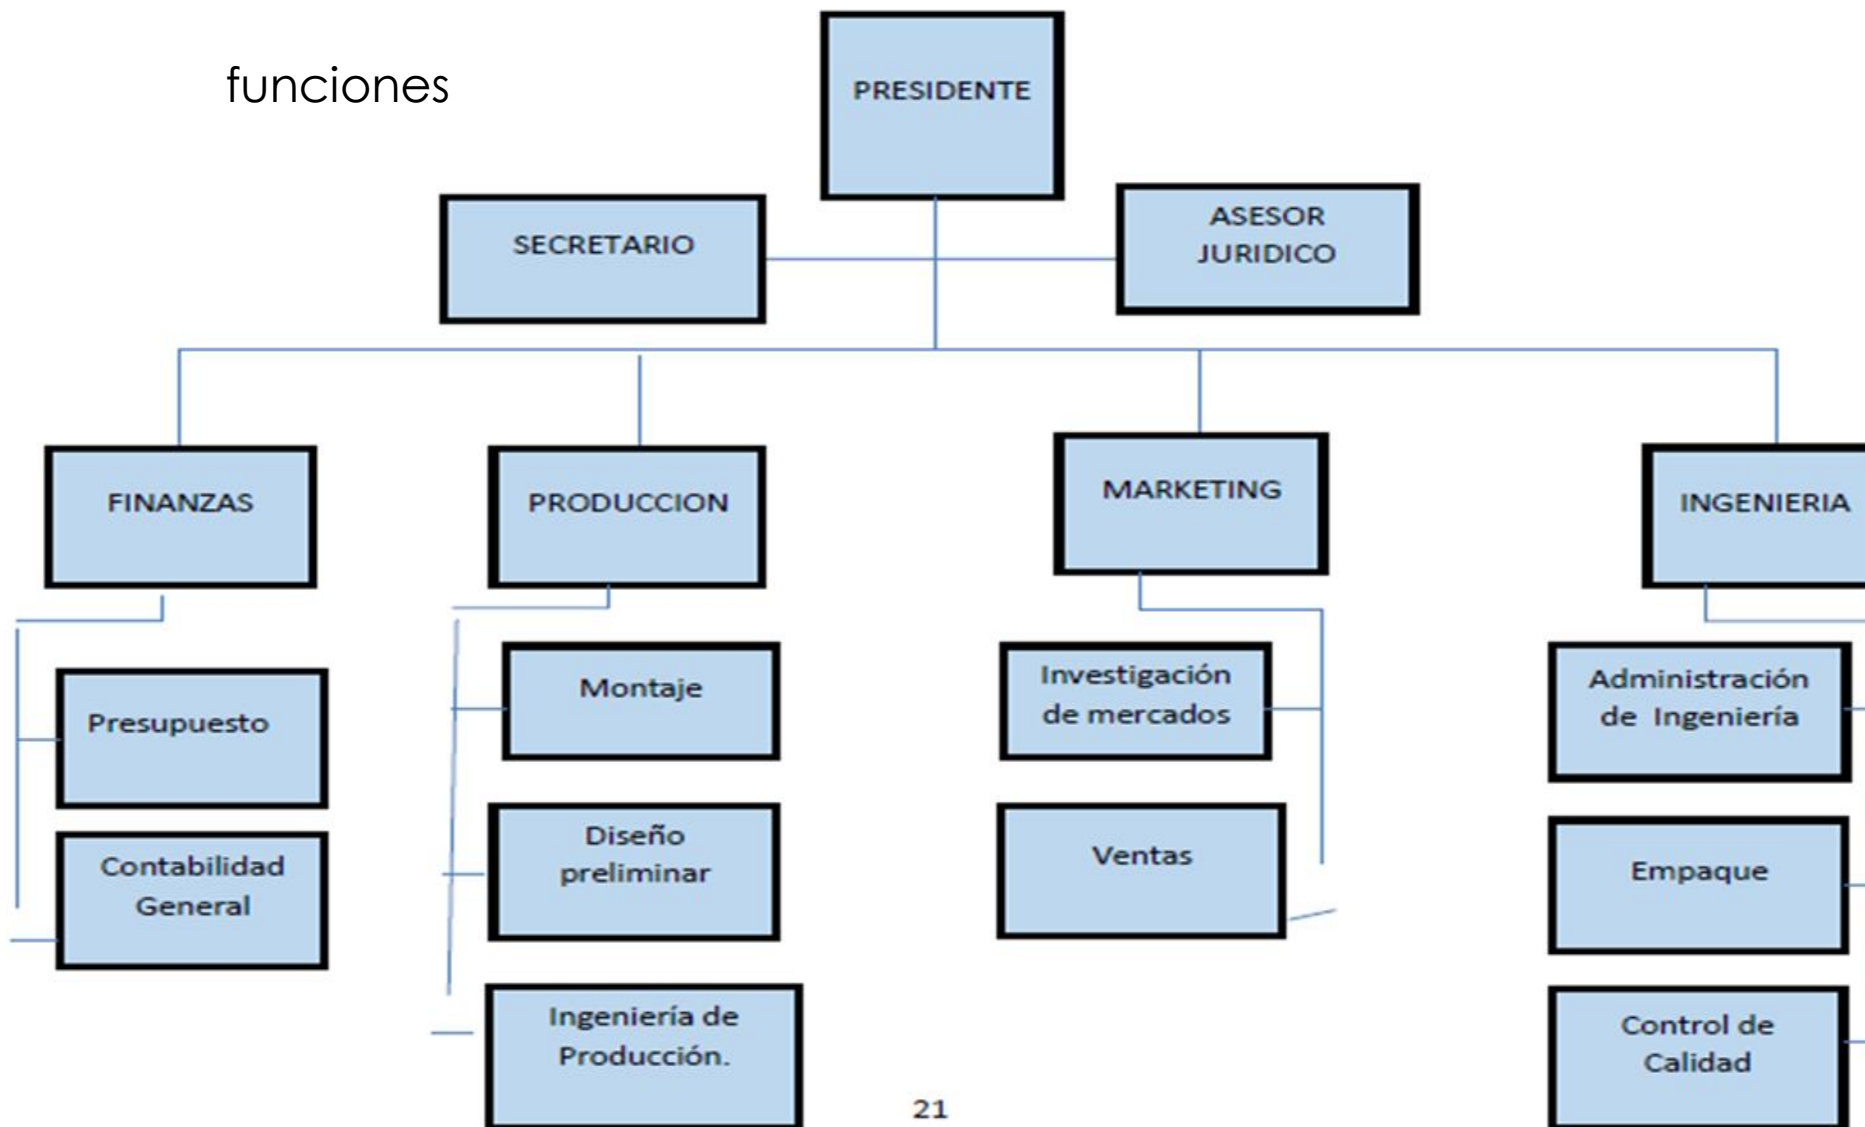 funciones
PRESIDENTE
SECRETARIO
ASESOR
JURIDICO
FINANZAS
PRODUCCION
MARKETING
INGENIERIA
Presupuesto
Contabilidad
General
Montaje
Diseño
preliminar
Ingeniería de
Producción.
Investigación
de mercados
Ventas
Administración
de Ingeniería
Empaque
Control de
Calidad
21